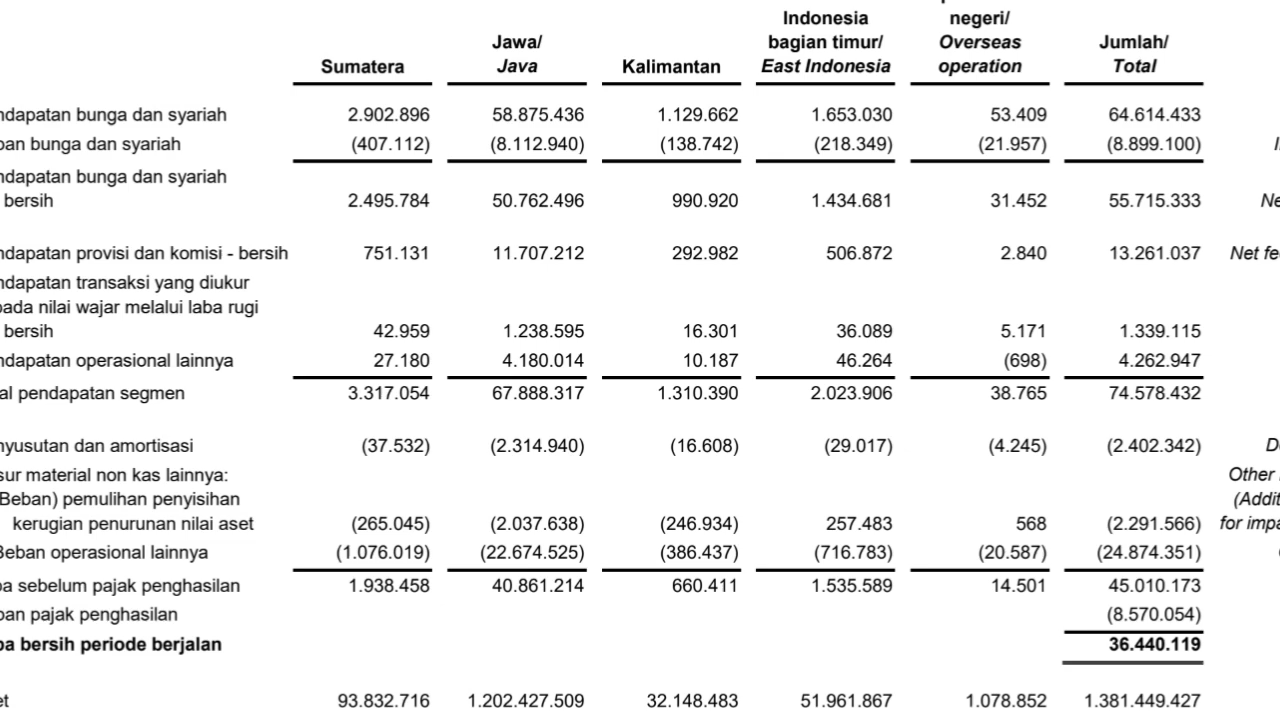 Indonesia negeri/
Jawa/ bagian timur/ Overseas Jumlah/
Sumatera Java Kalimantan East Indonesia operation Total
ndapatan bunga dan syariah 2.902.896 58.875.436 1.129.662 1.653.030 53.409 64.614.433
ban bunga dan syariah (407.112) (8.112.940) (138.742) (218.349) (21.957) (8.899.100)
ndapatan bunga dan syariah
bersih 2.495.784 50.762.496 990.920 1.434.681 31.452 55.715.333 Ne
ndapatan provisi dan komisi - bersih 751.131 11.707.212 292.982 506.872 2.840 13.261.037 Net fee
ndapatan transaksi yang diukur
pada nilai wajar melalui laba rugi
bersih 42.959 1.238.595 16.301 36.089 5.171 1.339.115
ndapatan operasional lainnya 27.180 4.180.014 10.187 46.264 (698) 4.262.947
al pendapatan segmen 3.317.054 67.888.317 1.310.390 2.023.906 38.765 74.578.432
nyusutan dan amortisasi (37.532) (2.314.940) (16.608) (29.017) (4.245) (2.402.342) D
sur material non kas lainnya: Other
(Beban) pemulihan penyisihan (Addit
kerugian penurunan nilai aset (265.045) (2.037.638) (246.934) 257.483 568 (2.291.566) for impa
Beban operasional lainnya (1.076.019) (22.674.525) (386.437) (716.783) (20.587) (24.874.351)
ba sebelum pajak penghasilan 1.938.458 40.861.214 660.411 1.535.589 14.501 45.010.173
ban pajak penghasilan (8.570.054)
ba bersih periode berjalan 36.440.119
et 93.832.716 1.202.427.509 32.148.483 51.961.867 1.078.852 1.381.449.427